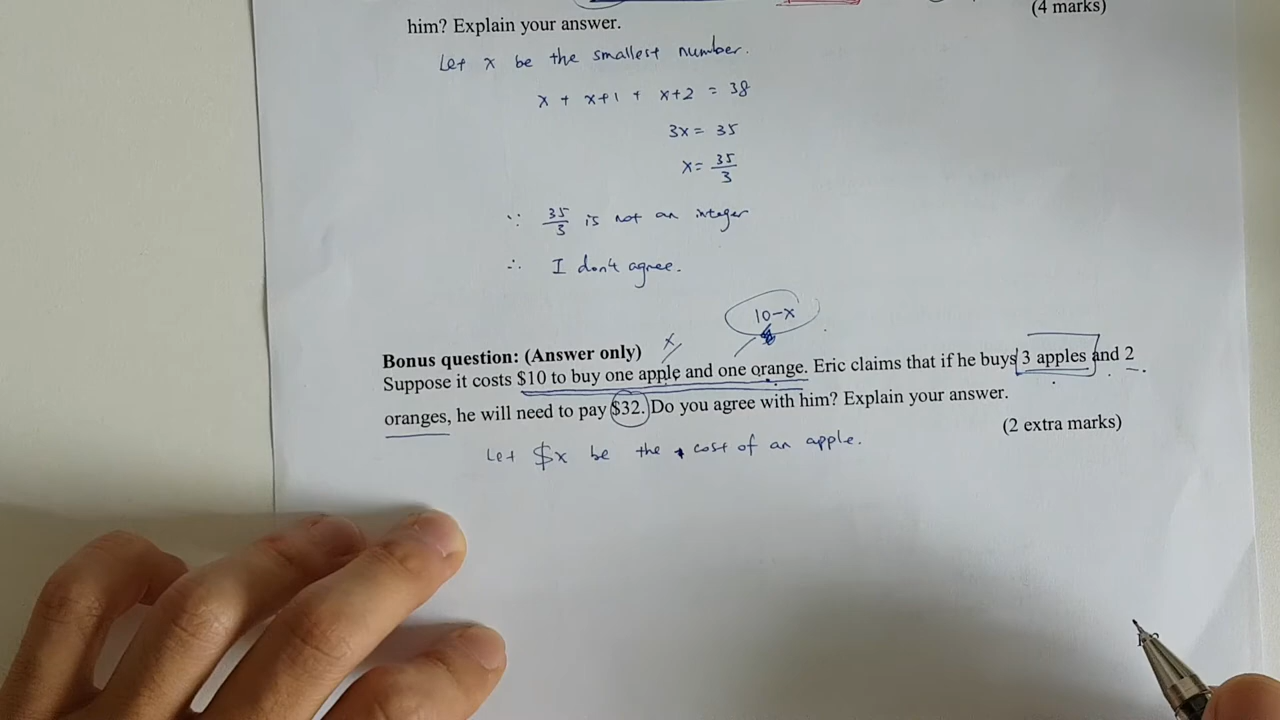 (4 marks)
him? Explain your answer.
Let x be the smallest number.
x + x+1 + x+2 = 38
3x = 35
x = 35/3
∵ 35/3 is not an integer
∴ I don't agree.
10-x
x
Bonus question: (Answer only)
Suppose it costs $10 to buy one apple and one orange. Eric claims that if he buys 3 apples and 2
oranges, he will need to pay $32. Do you agree with him? Explain your answer.
(2 extra marks)
Let $x be the cost of an apple.